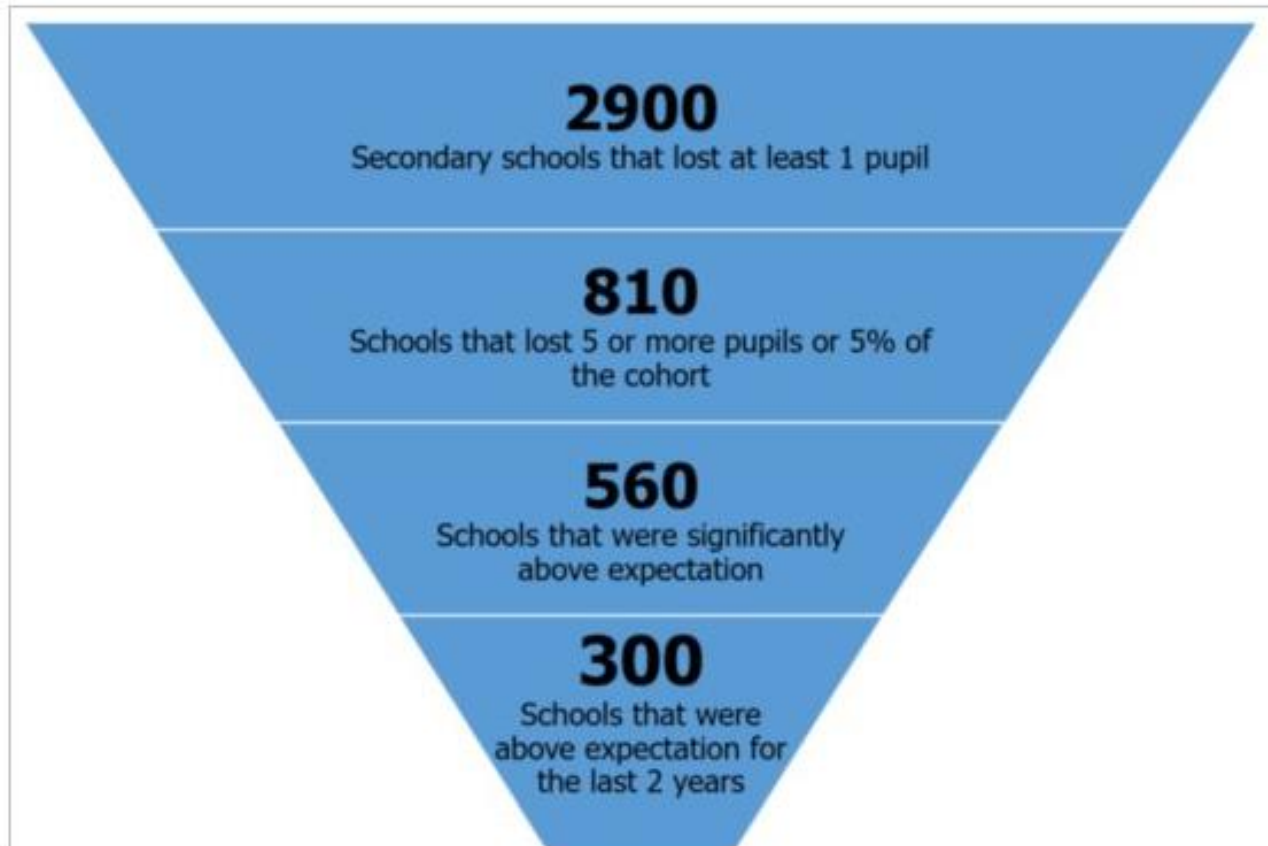 2900
Secondary schools that lost at least 1 pupil
810
Schools that lost 5 or more pupils or 5% of
the cohort
560
Schools that were significantly
above expectation
300
Schools that were
above expectation for
the last 2 years